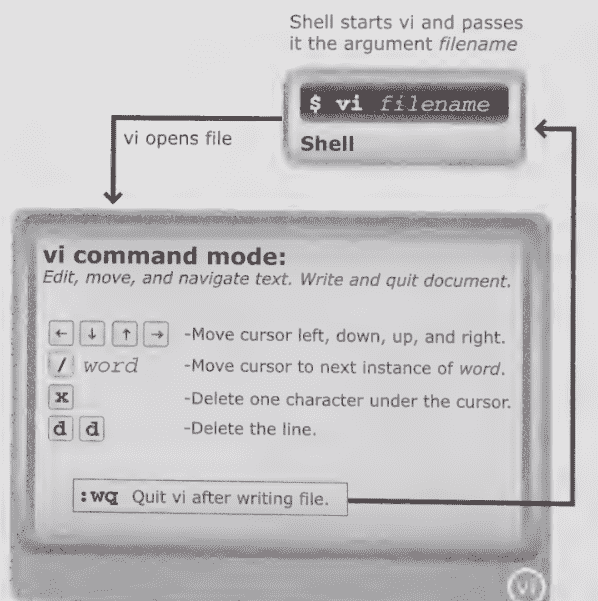 Shell starts vi and passes
it the argument filename
$ vi filename
Shell
vi opens file
vi command mode:
Edit, move, and navigate text. Write and quit document.
← ↓ ↑ → -Move cursor left, down, up, and right.
/ word -Move cursor to next instance of word.
x -Delete one character under the cursor.
d d -Delete the line.
:wq Quit vi after writing file.
vi